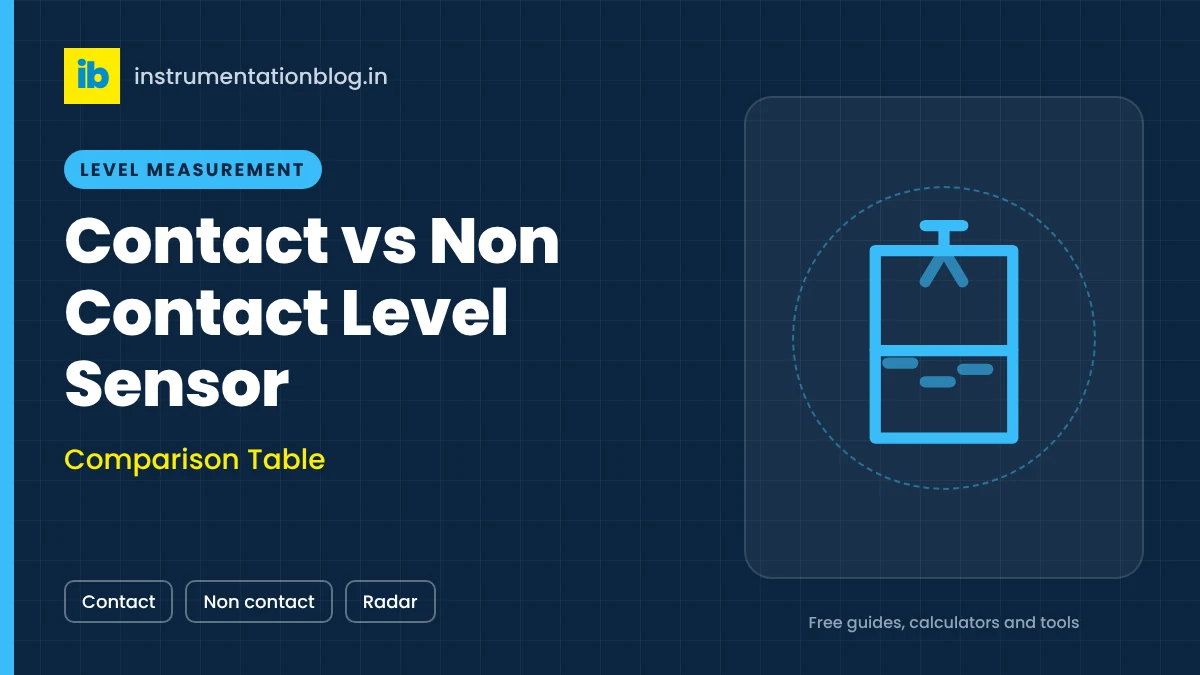 ib
instrumentationblog.in
LEVEL MEASUREMENT
Contact vs Non
Contact Level
Sensor
Comparison Table
Contact
Non contact
Radar
Free guides, calculators and tools